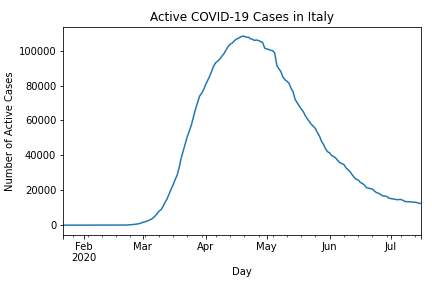 Active COVID-19 Cases in Italy
Number of Active Cases
100000
80000
60000
40000
20000
0
Feb
2020
Mar
Apr
May
Jun
Jul
Day